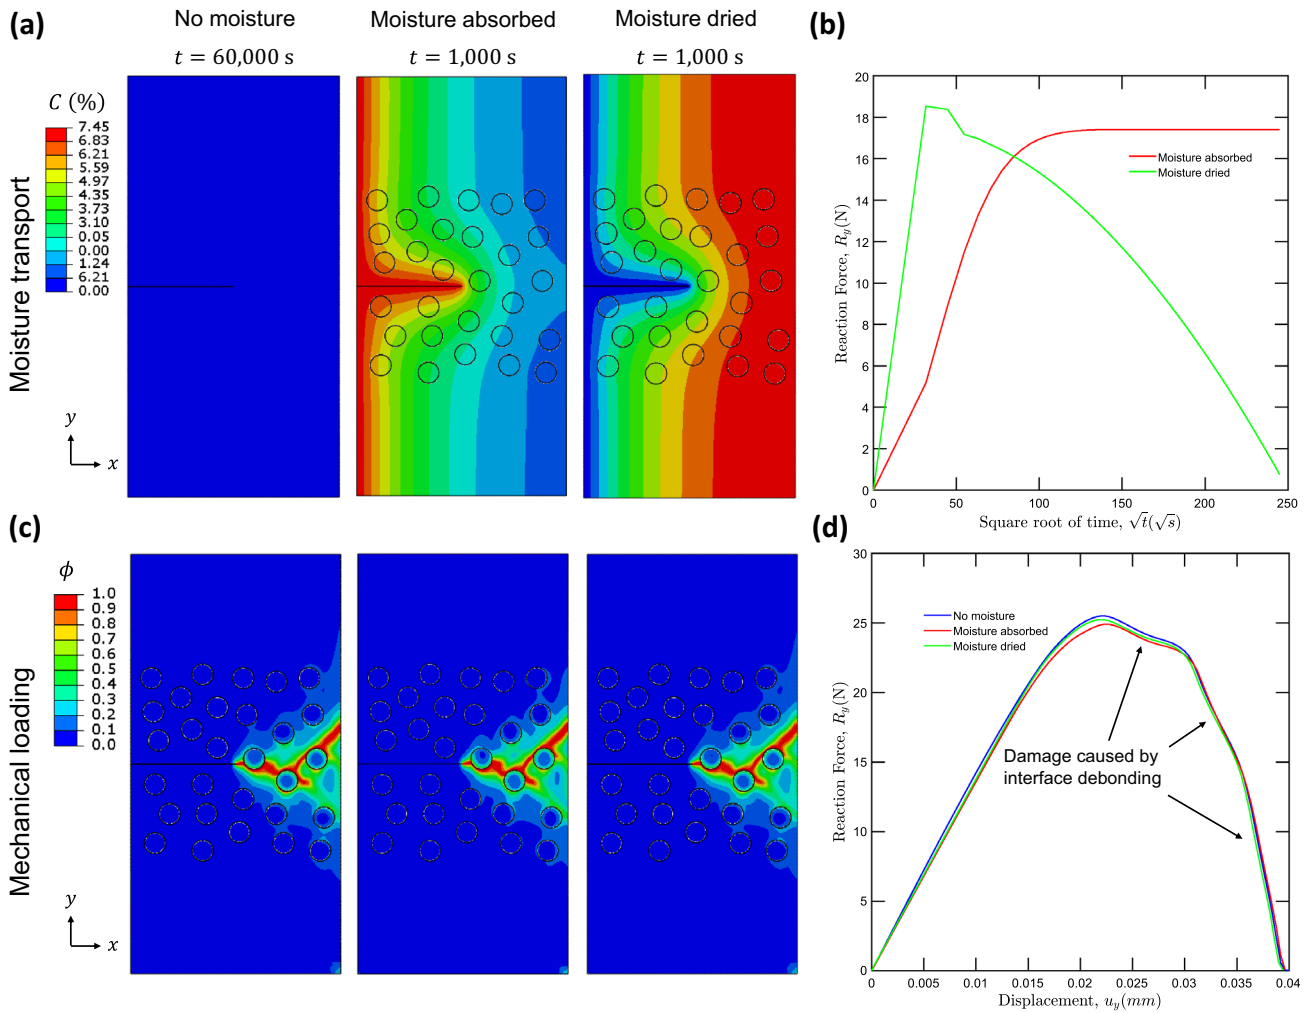 (a)
No moisture
Moisture absorbed
Moisture dried
t = 60,000 s
t = 1,000 s
t = 1,000 s
Moisture transport
C (%)
7.45
6.83
6.21
5.59
4.97
4.35
3.73
3.10
0.05
0.00
1.24
6.21
0.00
y
x
(b)
20
18
16
14
12
10
8
6
4
2
0
Reaction Force, R_y(N)
Moisture absorbed
Moisture dried
0
50
100
150
200
250
Square root of time, √t(√s)
(c)
Mechanical loading
ϕ
1.0
0.9
0.8
0.7
0.6
0.5
0.4
0.3
0.2
0.1
0.0
y
x
(d)
30
25
20
15
10
5
0
Reaction Force, R_y(N)
No moisture
Moisture absorbed
Moisture dried
Damage caused by
interface debonding
0
0.005
0.01
0.015
0.02
0.025
0.03
0.035
0.04
Displacement, u_y(mm)